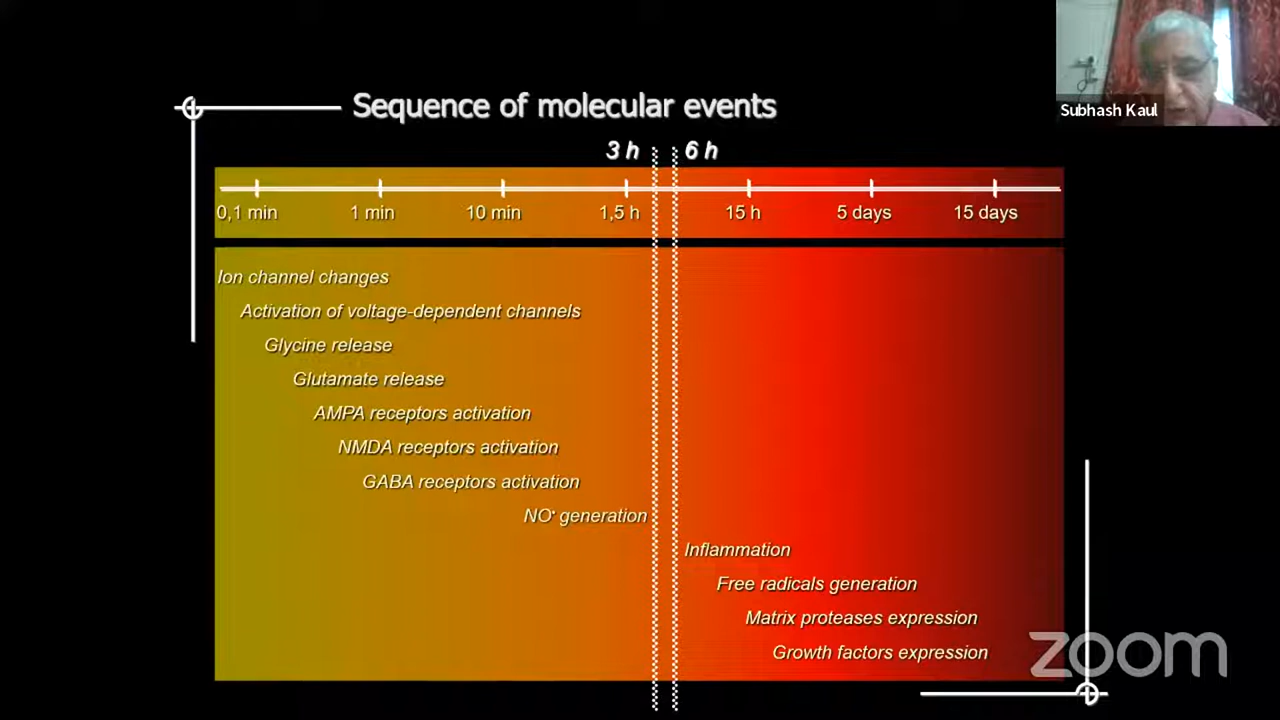 Subhash Kaul
Sequence of molecular events
3 h 6 h
0,1 min 1 min 10 min 1,5 h 15 h 5 days 15 days
Ion channel changes
Activation of voltage-dependent channels
Glycine release
Glutamate release
AMPA receptors activation
NMDA receptors activation
GABA receptors activation
NO• generation
Inflammation
Free radicals generation
Matrix proteases expression
Growth factors expression
zoom